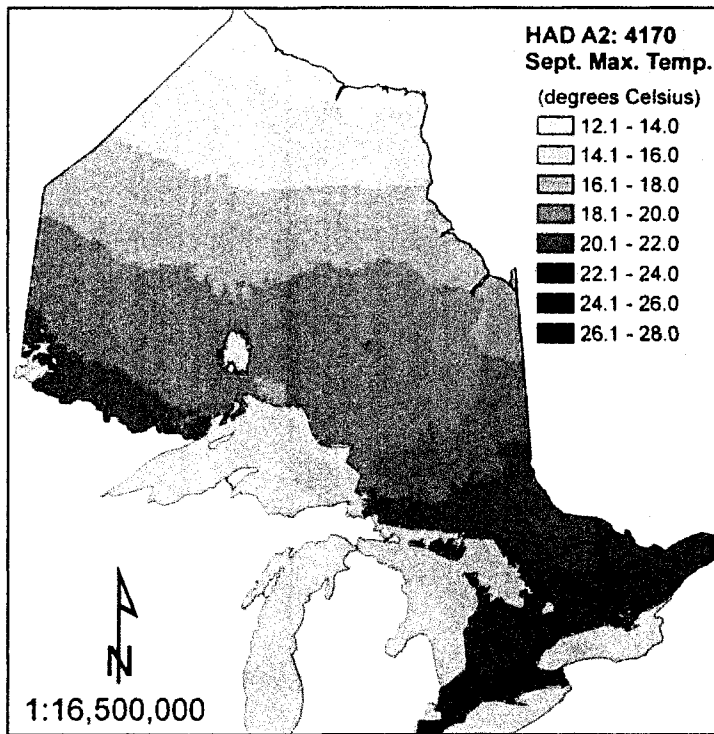 HAD A2: 4170
Sept. Max. Temp.
(degrees Celsius)
12.1 - 14.0
14.1 - 16.0
16.1 - 18.0
18.1 - 20.0
20.1 - 22.0
22.1 - 24.0
24.1 - 26.0
26.1 - 28.0
N
1:16,500,000